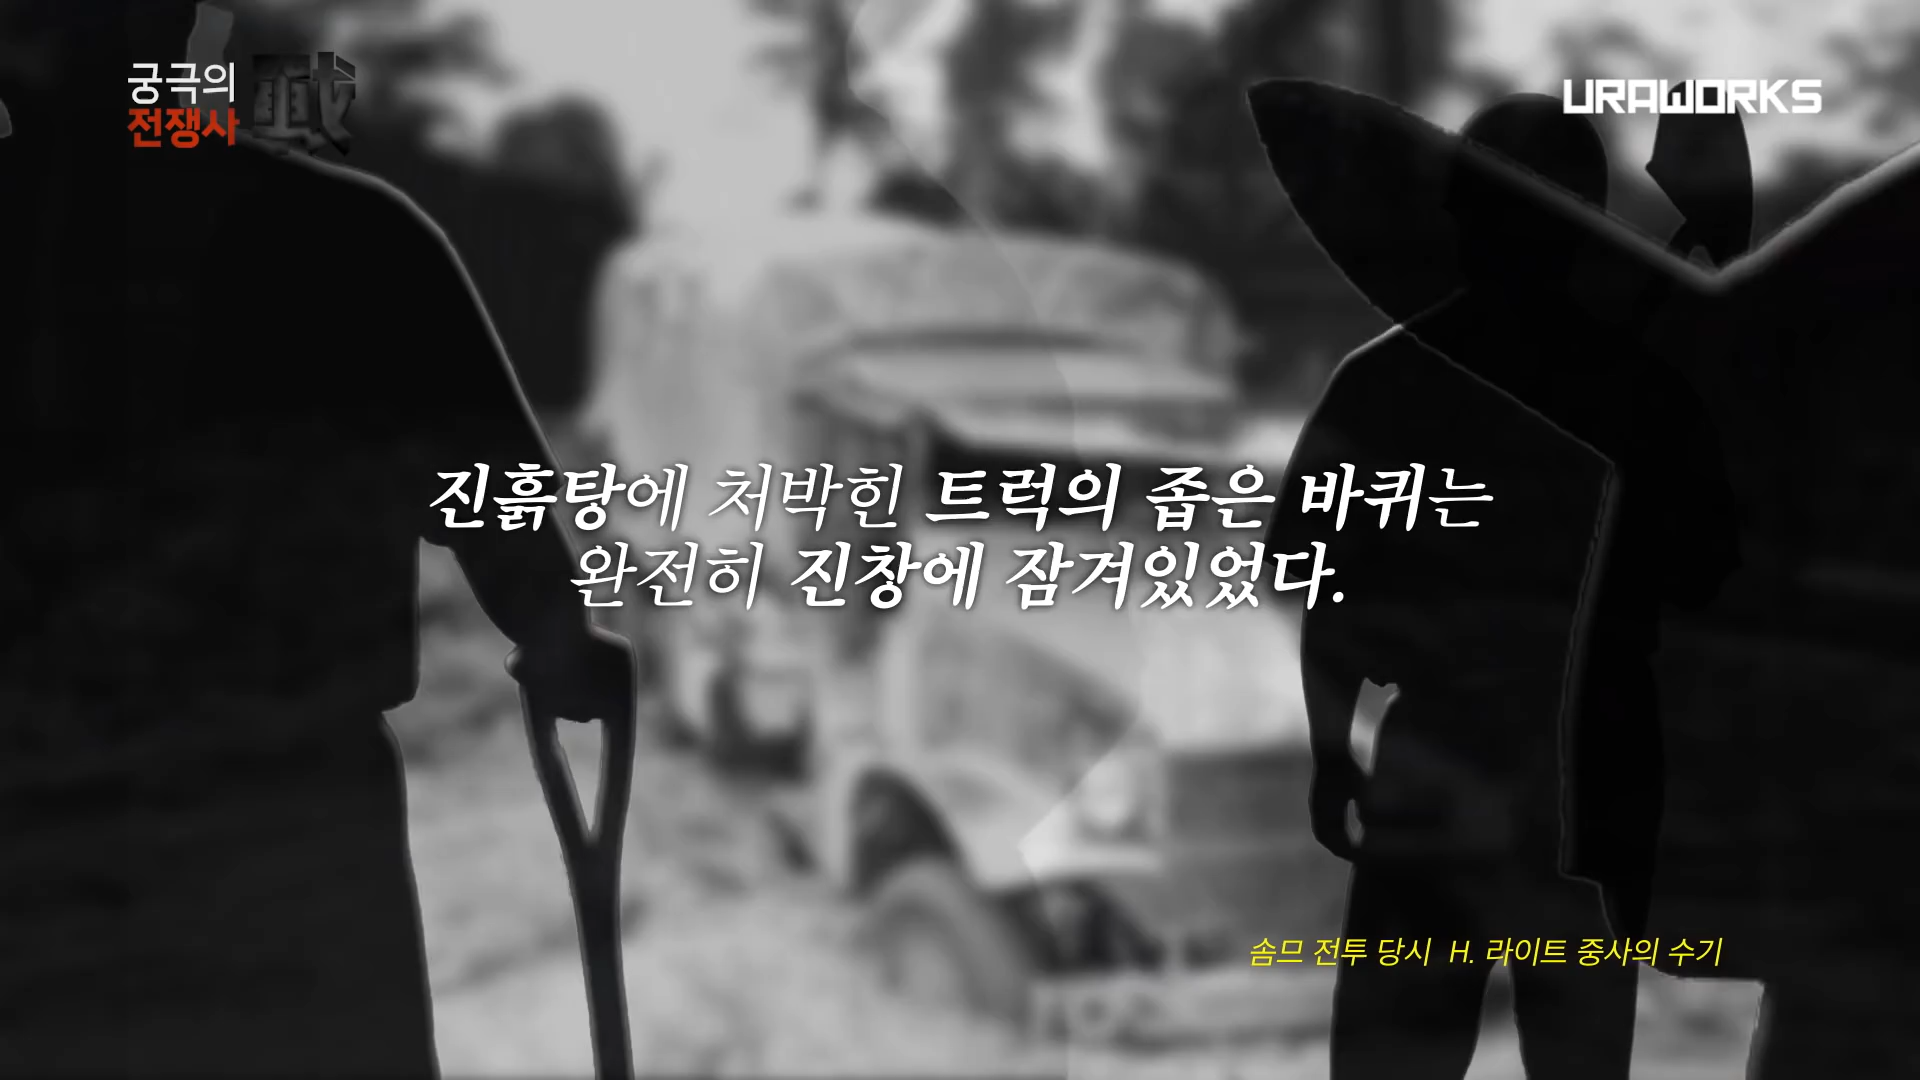 궁극의
전쟁사
戰
URAWORKS
진흙탕에 처박힌 트럭의 좁은 바퀴는
완전히 진창에 잠겨있었다.
솜므 전투 당시 H. 라이트 중사의 수기